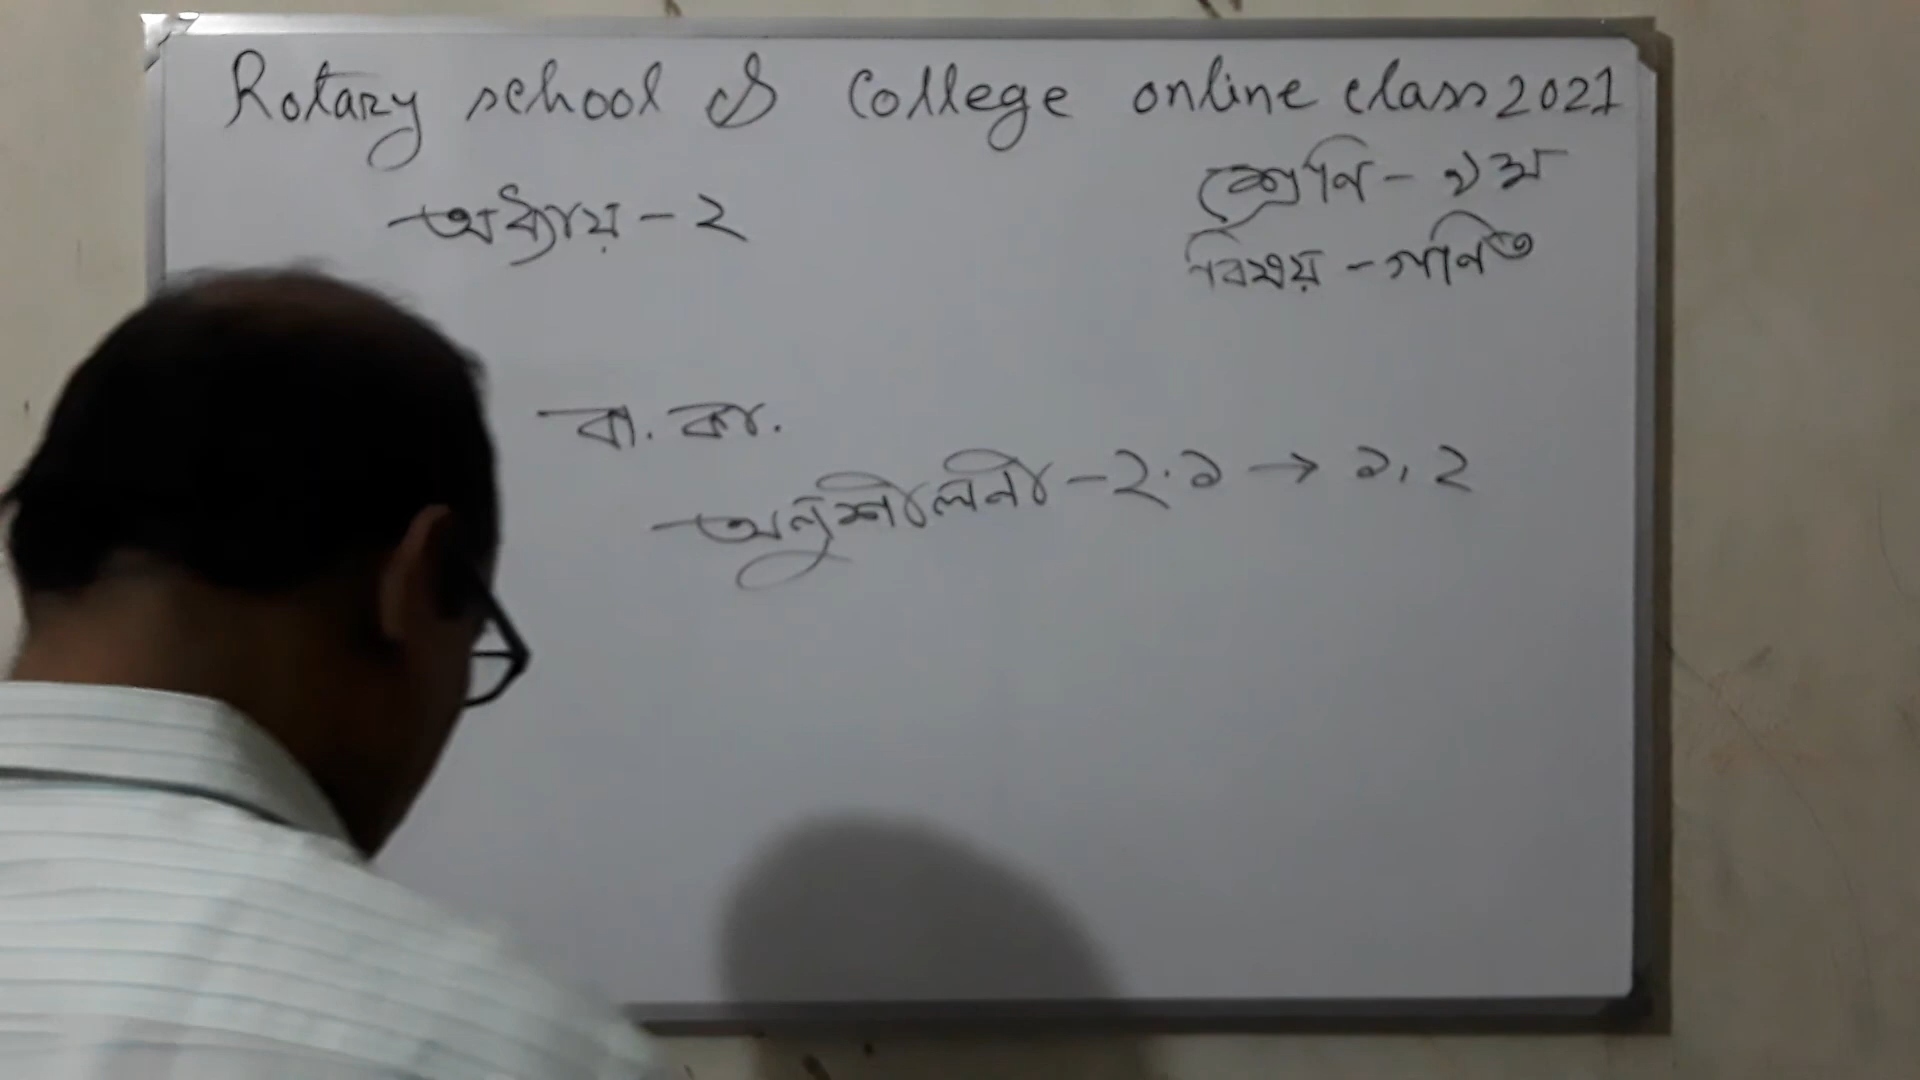 Rotary school & College online class 2021
শ্রেণি - ৭ম
অধ্যায় - ২
বিষয় - গণিত
বা. কা.
অনুশীলনী - ২.১ → ১, ২